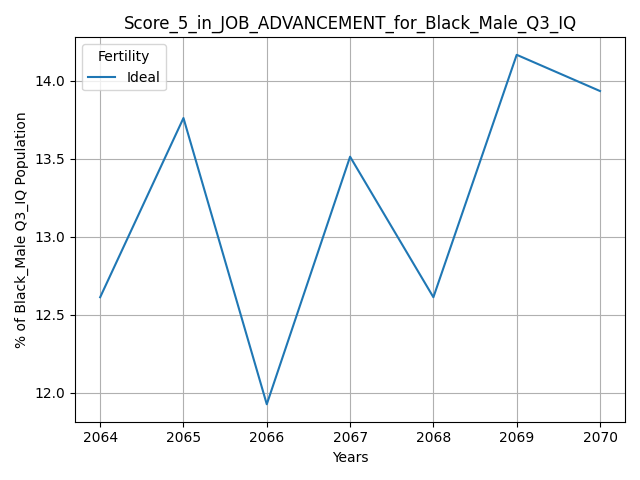 Score_5_in_JOB_ADVANCEMENT_for_Black_Male_Q3_IQ
Fertility
Ideal
% of Black_Male Q3_IQ Population
14.0
13.5
13.0
12.5
12.0
2064 2065 2066 2067 2068 2069 2070
Years